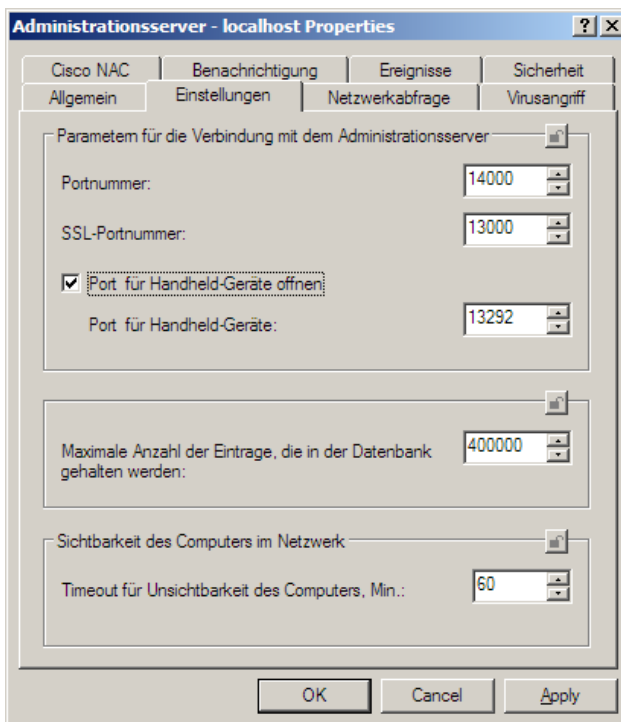 Administrationsserver - localhost Properties
Cisco NAC Benachrichtigung Ereignisse Sicherheit
Allgemein Einstellungen Netzwerkabfrage Virusangriff
Parametern für die Verbindung mit dem Administrationsserver
Portnummer: 14000
SSL-Portnummer: 13000
Port für Handheld-Geräte offnen
Port für Handheld-Geräte: 13292
Maximale Anzahl der Eintrage, die in der Datenbank 400000
gehalten werden:
Sichtbarkeit des Computers im Netzwerk
Timeout für Unsichtbarkeit des Computers, Min.: 60
OK Cancel Apply